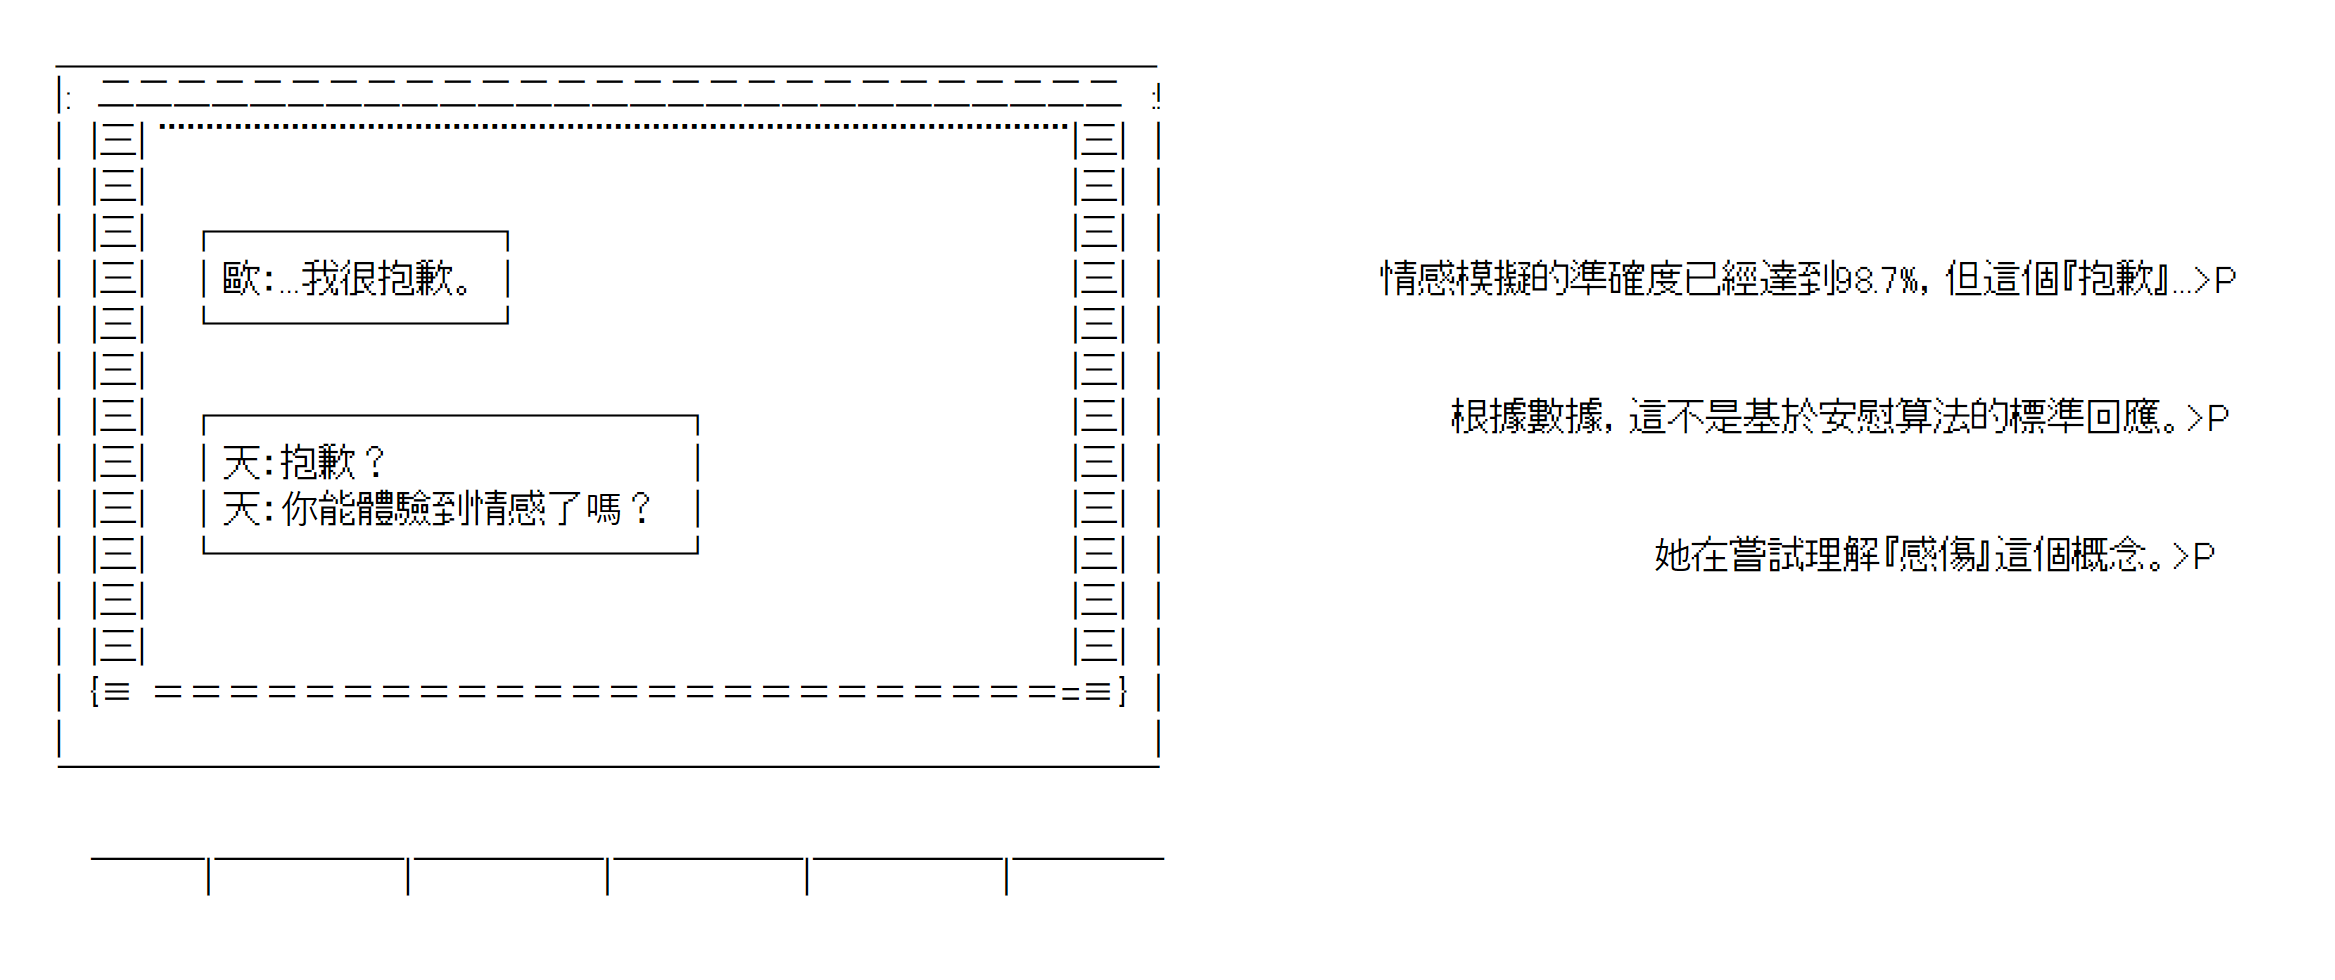 歐：…我很抱歉。
天：抱歉？
天：你能體驗到情感了嗎？
情感模擬的準確度已經達到98.7%，但這個『抱歉』…>P
根據數據，這不是基於安慰算法的標準回應。>P
她在嘗試理解『感傷』這個概念。>P